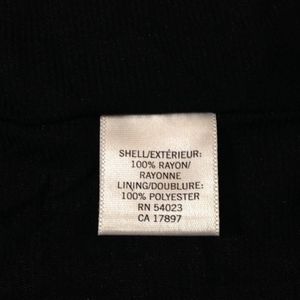 SHELL/EXTÉRIEUR:
100% RAYON/
RAYONNE
LINING/DOUBLURE:
100% POLYESTER
RN 54023
CA 17897